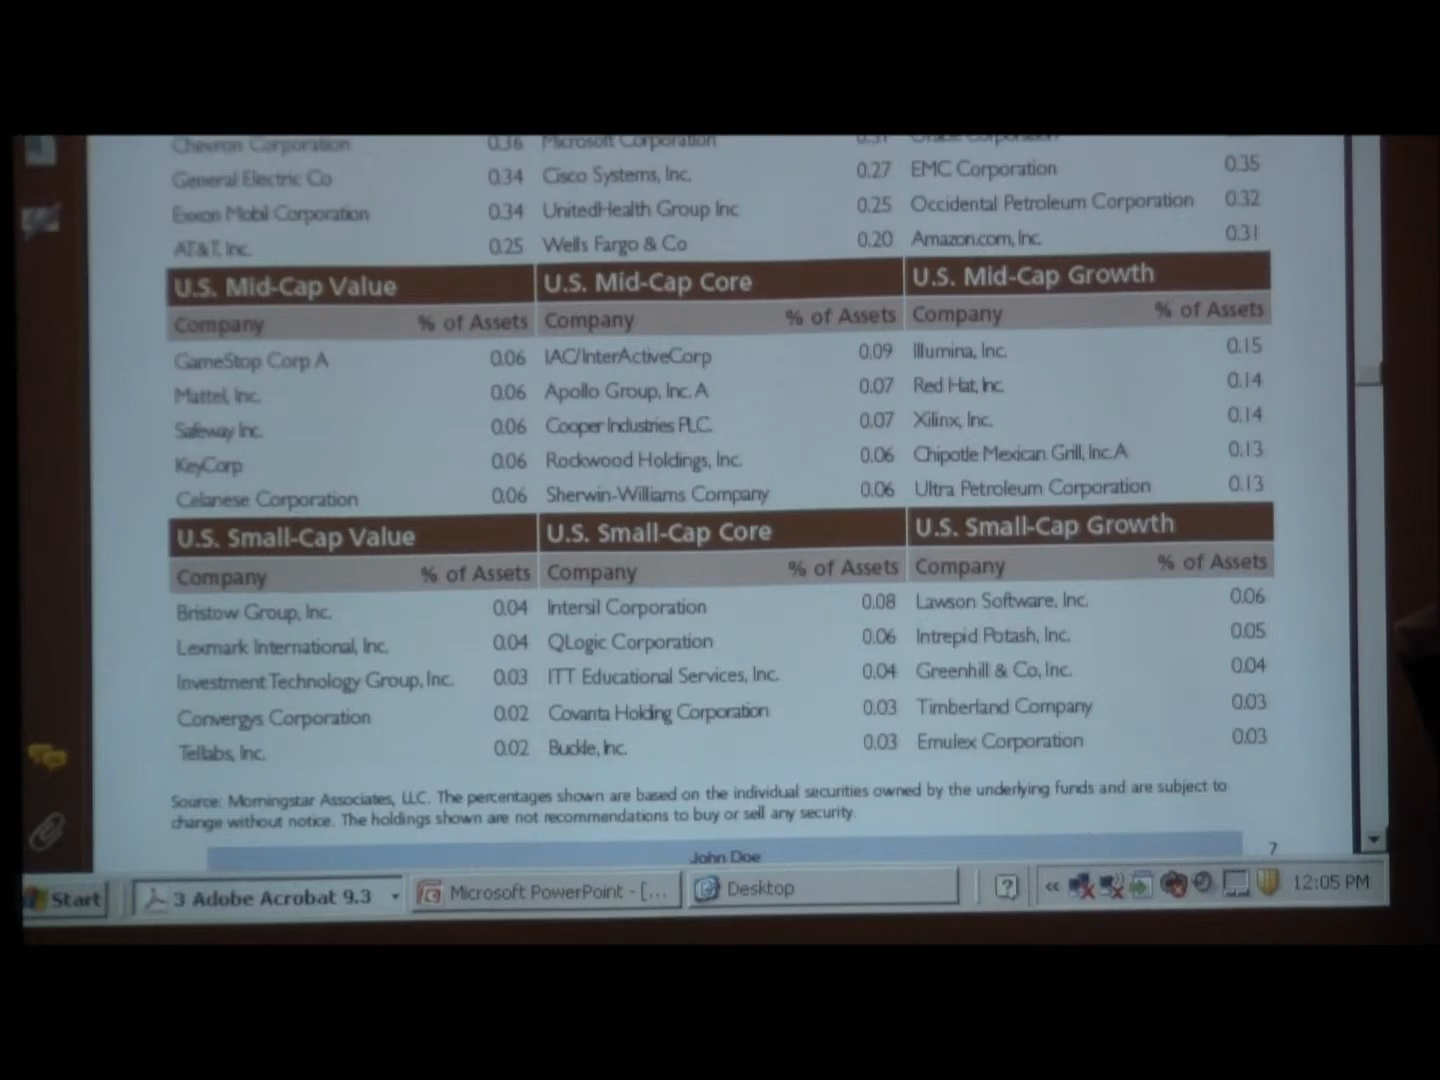 Chevron Corporation 0.36 Microsoft Corporation 0.31 Oracle Corporation
General Electric Co 0.34 Cisco Systems, Inc. 0.27 EMC Corporation 0.35
Exxon Mobil Corporation 0.34 UnitedHealth Group Inc 0.25 Occidental Petroleum Corporation 0.32
AT&T, Inc. 0.25 Wells Fargo & Co 0.20 Amazon.com, Inc. 0.31
U.S. Mid-Cap Value U.S. Mid-Cap Core U.S. Mid-Cap Growth
Company % of Assets Company % of Assets Company % of Assets
GameStop Corp A 0.06 IAC/InterActiveCorp 0.09 Illumina, Inc. 0.15
Mattel, Inc. 0.06 Apollo Group, Inc. A 0.07 Red Hat, Inc. 0.14
Safeway Inc. 0.06 Cooper Industries PLC. 0.07 Xilinx, Inc. 0.14
KeyCorp 0.06 Rockwood Holdings, Inc. 0.06 Chipotle Mexican Grill, Inc. A 0.13
Celanese Corporation 0.06 Sherwin-Williams Company 0.06 Ultra Petroleum Corporation 0.13
U.S. Small-Cap Value U.S. Small-Cap Core U.S. Small-Cap Growth
Company % of Assets Company % of Assets Company % of Assets
Bristow Group, Inc. 0.04 Intersil Corporation 0.08 Lawson Software, Inc. 0.06
Lexmark International, Inc. 0.04 QLogic Corporation 0.06 Intrepid Potash, Inc. 0.05
Investment Technology Group, Inc. 0.03 ITT Educational Services, Inc. 0.04 Greenhill & Co, Inc. 0.04
Convergys Corporation 0.02 Covanta Holding Corporation 0.03 Timberland Company 0.03
Tellabs, Inc. 0.02 Buckle, Inc. 0.03 Emulex Corporation 0.03
Source: Morningstar Associates, LLC. The percentages shown are based on the individual securities owned by the underlying funds and are subject to
change without notice. The holdings shown are not recommendations to buy or sell any security.
John Doe 7
Start 3 Adobe Acrobat 9.3 Microsoft PowerPoint - [... Desktop ? « 12:05 PM